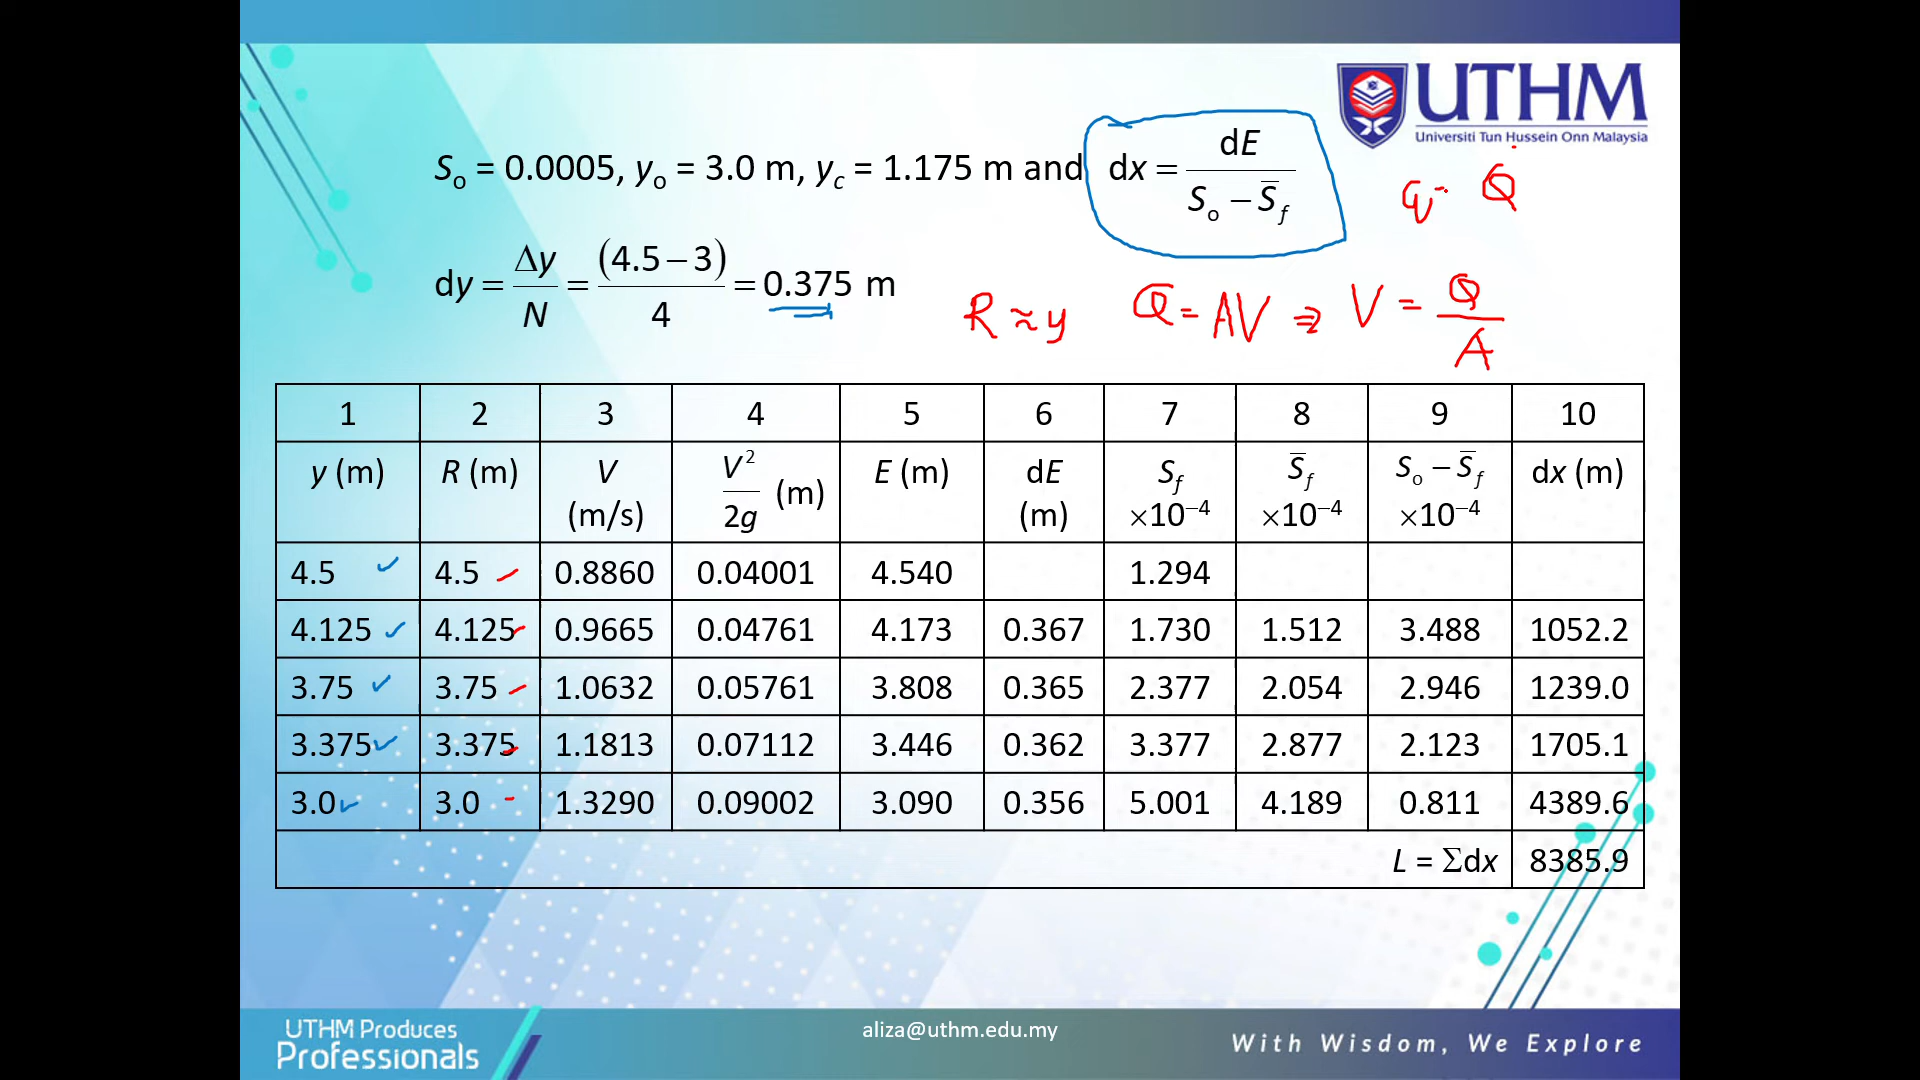 UTHM
Universiti Tun Hussein Onn Malaysia
So = 0.0005, yo = 3.0 m, yc = 1.175 m and dx = dE / (So − S̄f)
q = Q
dy = Δy/N = (4.5 − 3)/4 = 0.375 m
R ≈ y Q = AV ⇒ V = Q/A
1 2 3 4 5 6 7 8 9 10
y (m) R (m) V (m/s) V²/2g (m) E (m) dE (m) Sf ×10⁻⁴ S̄f ×10⁻⁴ So − S̄f ×10⁻⁴ dx (m)
4.5 4.5 0.8860 0.04001 4.540 1.294
4.125 4.125 0.9665 0.04761 4.173 0.367 1.730 1.512 3.488 1052.2
3.75 3.75 1.0632 0.05761 3.808 0.365 2.377 2.054 2.946 1239.0
3.375 3.375 1.1813 0.07112 3.446 0.362 3.377 2.877 2.123 1705.1
3.0 3.0 1.3290 0.09002 3.090 0.356 5.001 4.189 0.811 4389.6
L = Σdx 8385.9
UTHM Produces
Professionals
aliza@uthm.edu.my
With Wisdom, We Explore